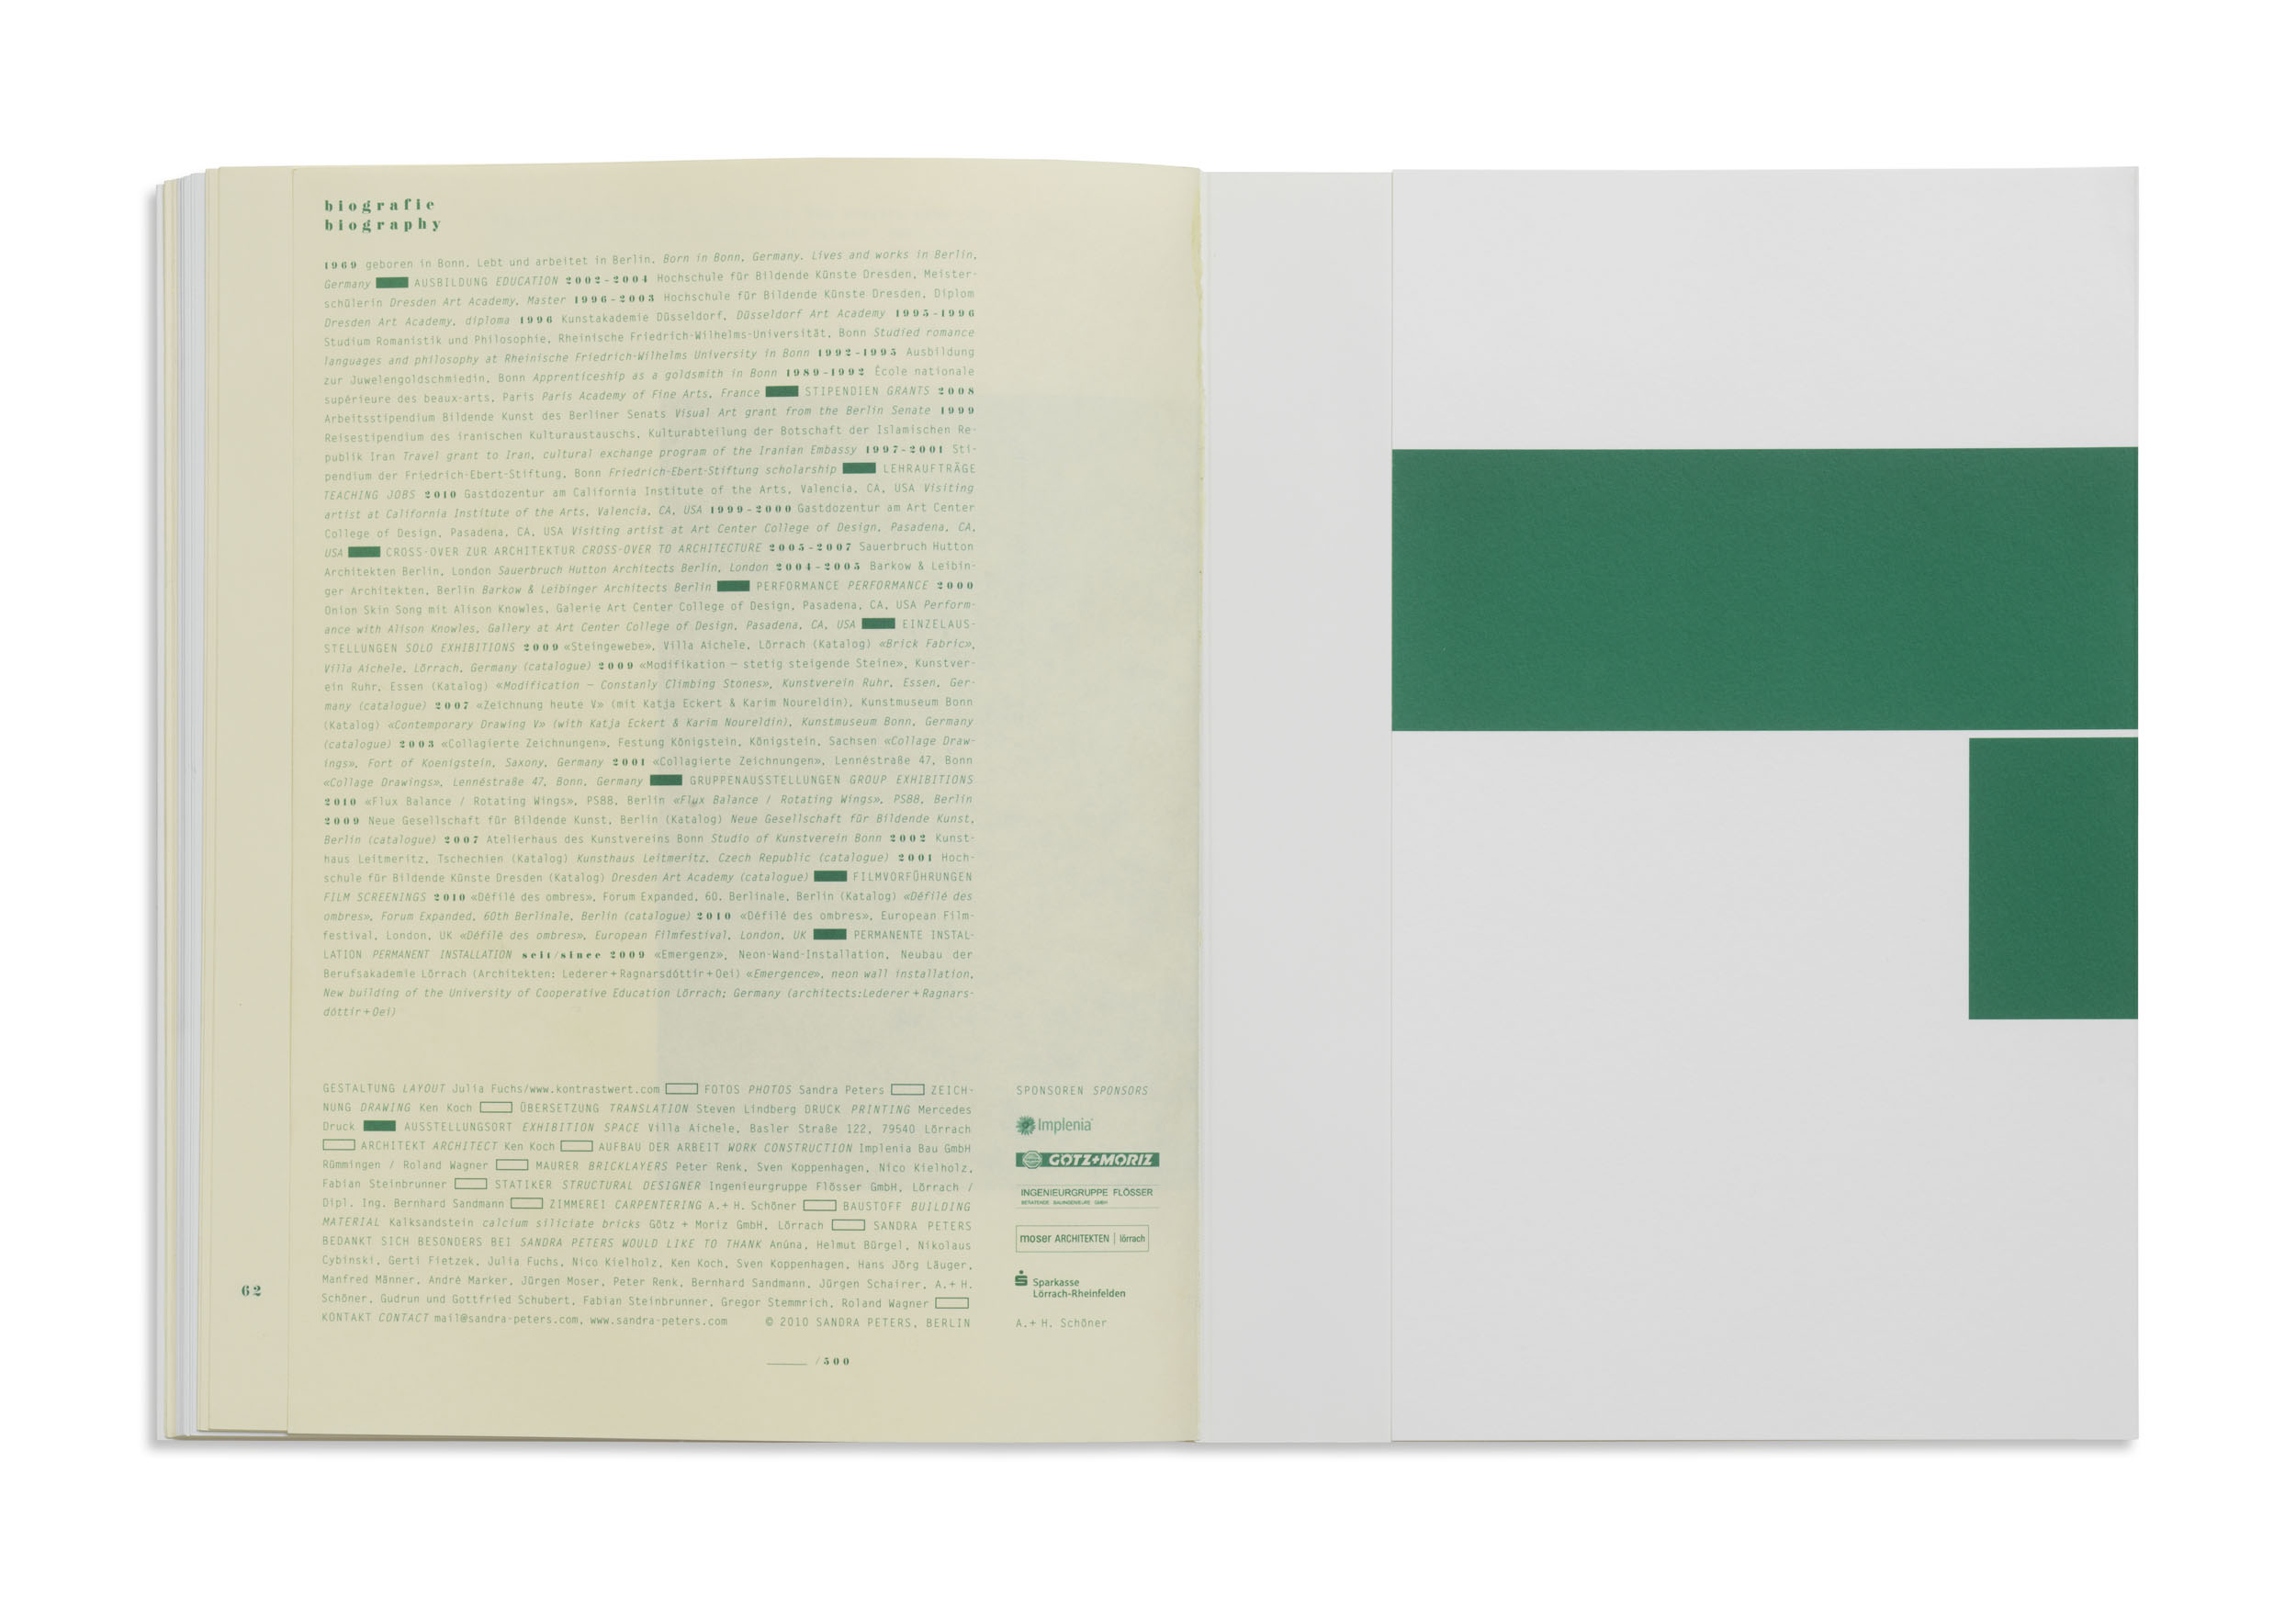 biografie
biography
1969 geboren in Bonn. Lebt und arbeitet in Berlin. Born in Bonn, Germany. Lives and works in Berlin,
Germany AUSBILDUNG EDUCATION 2002–2004 Hochschule für Bildende Künste Dresden, Meister-
schülerin Dresden Art Academy, Master 1996–2003 Hochschule für Bildende Künste Dresden, Diplom
Dresden Art Academy, diploma 1996 Kunstakademie Düsseldorf, Düsseldorf Art Academy 1995–1996
Studium Romanistik und Philosophie, Rheinische Friedrich-Wilhelms-Universität, Bonn Studied romance
languages and philosophy at Rheinische Friedrich-Wilhelms University in Bonn 1992–1995 Ausbildung
zur Juwelengoldschmiedin, Bonn Apprenticeship as a goldsmith in Bonn 1989–1992 École nationale
supérieure des beaux-arts, Paris Paris Academy of Fine Arts, France STIPENDIEN GRANTS 2008
Arbeitsstipendium Bildende Kunst des Berliner Senats Visual Art grant from the Berlin Senate 1999
Reisestipendium des iranischen Kulturaustauschs, Kulturabteilung der Botschaft der Islamischen Re-
publik Iran Travel grant to Iran, cultural exchange program of the Iranian Embassy 1997–2001 Sti-
pendium der Friedrich-Ebert-Stiftung, Bonn Friedrich-Ebert-Stiftung scholarship LEHRAUFTRÄGE
TEACHING JOBS 2010 Gastdozentur am California Institute of the Arts, Valencia, CA, USA Visiting
artist at California Institute of the Arts, Valencia, CA, USA 1999–2000 Gastdozentur am Art Center
College of Design, Pasadena, CA, USA Visiting artist at Art Center College of Design, Pasadena, CA,
USA CROSS-OVER ZUR ARCHITEKTUR CROSS-OVER TO ARCHITECTURE 2005–2007 Sauerbruch Hutton
Architekten Berlin, London Sauerbruch Hutton Architects Berlin, London 2004–2005 Barkow & Leibin-
ger Architekten, Berlin Barkow & Leibinger Architects Berlin PERFORMANCE PERFORMANCE 2000
Onion Skin Song mit Alison Knowles, Galerie Art Center College of Design, Pasadena, CA, USA Perform-
ance with Alison Knowles, Gallery at Art Center College of Design, Pasadena, CA, USA EINZELAUS-
STELLUNGEN SOLO EXHIBITIONS 2009 «Steingewebe», Villa Aichele, Lörrach (Katalog) «Brick Fabric»,
Villa Aichele, Lörrach, Germany (catalogue) 2009 «Modifikation – stetig steigende Steine», Kunstver-
ein Ruhr, Essen (Katalog) «Modification – Constanly Climbing Stones», Kunstverein Ruhr, Essen, Ger-
many (catalogue) 2007 «Zeichnung heute V» (mit Katja Eckert & Karim Noureldin), Kunstmuseum Bonn
(Katalog) «Contemporary Drawing V» (with Katja Eckert & Karim Noureldin), Kunstmuseum Bonn, Germany
(catalogue) 2003 «Collagierte Zeichnungen», Festung Königstein, Königstein, Sachsen «Collage Draw-
ings», Fort of Koenigstein, Saxony, Germany 2001 «Collagierte Zeichnungen», Lennéstraße 47, Bonn
«Collage Drawings», Lennéstraße 47, Bonn, Germany GRUPPENAUSSTELLUNGEN GROUP EXHIBITIONS
2010 «Flux Balance / Rotating Wings», PS88, Berlin «Flux Balance / Rotating Wings», PS88, Berlin
2009 Neue Gesellschaft für Bildende Kunst, Berlin (Katalog) Neue Gesellschaft für Bildende Kunst,
Berlin (catalogue) 2007 Atelierhaus des Kunstvereins Bonn Studio of Kunstverein Bonn 2002 Kunst-
haus Leitmeritz, Tschechien (Katalog) Kunsthaus Leitmeritz, Czech Republic (catalogue) 2001 Hoch-
schule für Bildende Künste Dresden (Katalog) Dresden Art Academy (catalogue) FILMVORFÜHRUNGEN
FILM SCREENINGS 2010 «Défilé des ombres», Forum Expanded, 60. Berlinale, Berlin (Katalog) «Défilé des
ombres», Forum Expanded, 60th Berlinale, Berlin (catalogue) 2010 «Défilé des ombres», European Film-
festival, London, UK «Défilé des ombres», European Filmfestival, London, UK PERMANENTE INSTAL-
LATION PERMANENT INSTALLATION seit/since 2009 «Emergenz», Neon-Wand-Installation, Neubau der
Berufsakademie Lörrach (Architekten: Lederer+Ragnarsdóttir+Oei) «Emergence», neon wall installation,
New building of the University of Cooperative Education Lörrach; Germany (architects:Lederer+Ragnars-
dóttir+Oei)
GESTALTUNG LAYOUT Julia Fuchs/www.kontrastwert.com FOTOS PHOTOS Sandra Peters ZEICH-
NUNG DRAWING Ken Koch ÜBERSETZUNG TRANSLATION Steven Lindberg DRUCK PRINTING Mercedes
Druck AUSSTELLUNGSORT EXHIBITION SPACE Villa Aichele, Basler Straße 122, 79540 Lörrach
ARCHITEKT ARCHITECT Ken Koch AUFBAU DER ARBEIT WORK CONSTRUCTION Implenia Bau GmbH
Rümmingen / Roland Wagner MAURER BRICKLAYERS Peter Renk, Sven Koppenhagen, Nico Kielholz,
Fabian Steinbrunner STATIKER STRUCTURAL DESIGNER Ingenieurgruppe Flösser GmbH, Lörrach /
Dipl. Ing. Bernhard Sandmann ZIMMEREI CARPENTERING A.+ H. Schöner BAUSTOFF BUILDING
MATERIAL Kalksandstein calcium siliciate bricks Götz + Moriz GmbH, Lörrach SANDRA PETERS
BEDANKT SICH BESONDERS BEI SANDRA PETERS WOULD LIKE TO THANK Anúna, Helmut Bürgel, Nikolaus
Cybinski, Gerti Fietzek, Julia Fuchs, Nico Kielholz, Ken Koch, Sven Koppenhagen, Hans Jörg Läuger,
Manfred Männer, André Marker, Jürgen Moser, Peter Renk, Bernhard Sandmann, Jürgen Schairer, A.+ H.
Schöner, Gudrun und Gottfried Schubert, Fabian Steinbrunner, Gregor Stemmrich, Roland Wagner
KONTAKT CONTACT mail@sandra-peters.com, www.sandra-peters.com © 2010 SANDRA PETERS, BERLIN
SPONSOREN SPONSORS
Implenia
GÖTZ+MORIZ
INGENIEURGRUPPE FLÖSSER
BERATENDE BAUINGENIEURE GMBH
moser ARCHITEKTEN | lörrach
Sparkasse
Lörrach-Rheinfelden
A.+ H. Schöner
/500
62